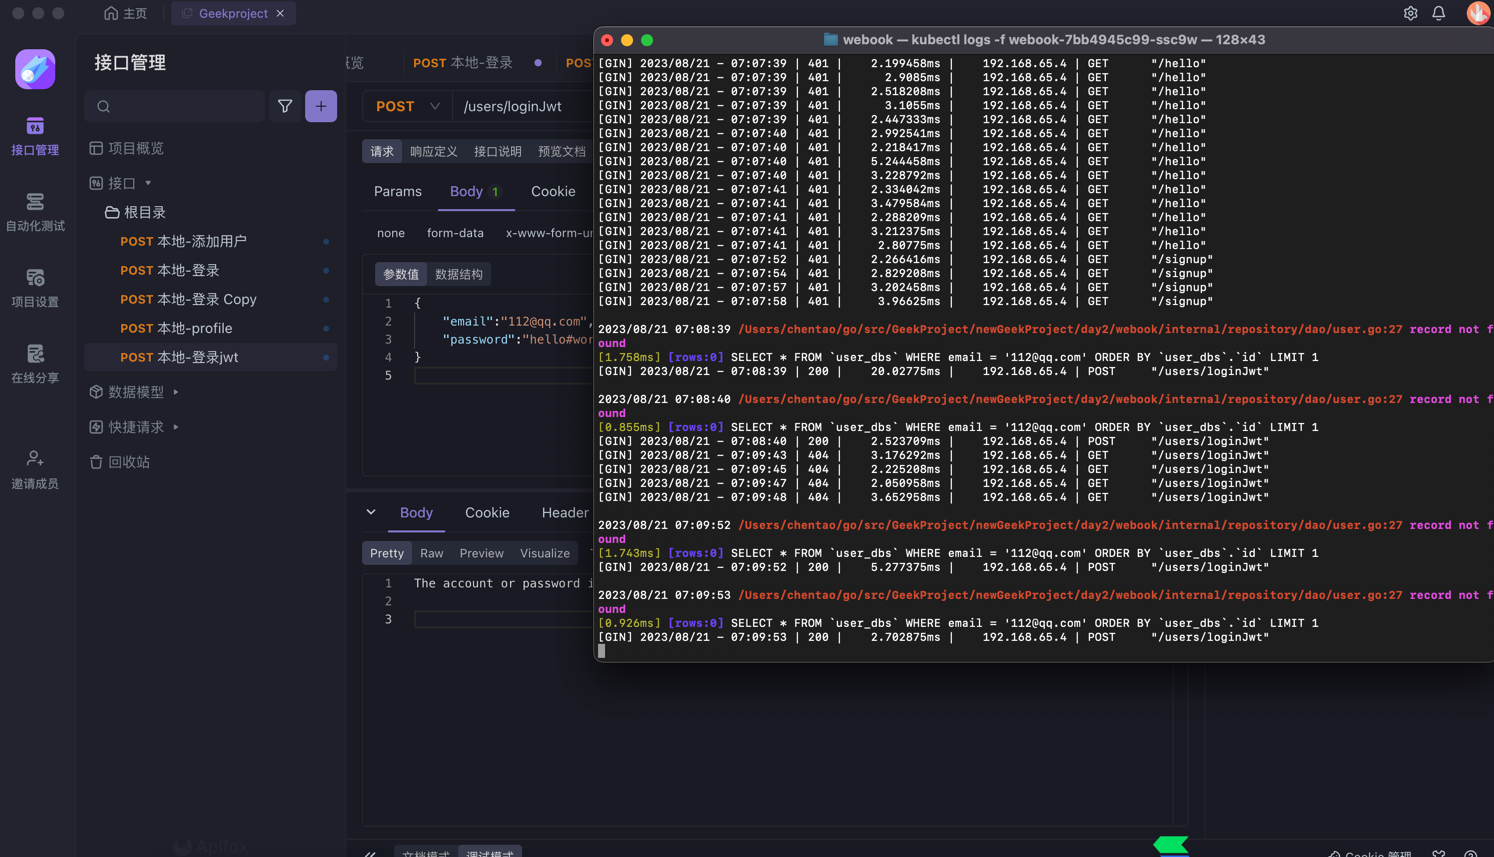 主页
Geekproject
接口管理
接口管理
自动化测试
项目设置
在线分享
邀请成员
项目概览
接口
根目录
POST 本地-添加用户
POST 本地-登录
POST 本地-登录 Copy
POST 本地-profile
POST 本地-登录jwt
数据模型
快捷请求
回收站
Apifox
览
POST 本地-登录
POS
POST
/users/loginJwt
请求 响应定义 接口说明 预览文档
Params Body 1 Cookie
none form-data x-www-form-ur
参数值 数据结构
1 {
2 "email":"112@qq.com",
3 "password":"hello#wor
4 }
5
Body Cookie Header
Pretty Raw Preview Visualize
1 The account or password i
2
3
文档模式 调试模式
Cookie 管理
webook — kubectl logs -f webook-7bb4945c99-ssc9w — 128×43
[GIN] 2023/08/21 - 07:07:39 | 401 | 2.199458ms | 192.168.65.4 | GET "/hello"
[GIN] 2023/08/21 - 07:07:39 | 401 | 2.9085ms | 192.168.65.4 | GET "/hello"
[GIN] 2023/08/21 - 07:07:39 | 401 | 2.518208ms | 192.168.65.4 | GET "/hello"
[GIN] 2023/08/21 - 07:07:39 | 401 | 3.1055ms | 192.168.65.4 | GET "/hello"
[GIN] 2023/08/21 - 07:07:39 | 401 | 2.447333ms | 192.168.65.4 | GET "/hello"
[GIN] 2023/08/21 - 07:07:40 | 401 | 2.992541ms | 192.168.65.4 | GET "/hello"
[GIN] 2023/08/21 - 07:07:40 | 401 | 2.218417ms | 192.168.65.4 | GET "/hello"
[GIN] 2023/08/21 - 07:07:40 | 401 | 5.244458ms | 192.168.65.4 | GET "/hello"
[GIN] 2023/08/21 - 07:07:40 | 401 | 3.228792ms | 192.168.65.4 | GET "/hello"
[GIN] 2023/08/21 - 07:07:41 | 401 | 2.334042ms | 192.168.65.4 | GET "/hello"
[GIN] 2023/08/21 - 07:07:41 | 401 | 3.479584ms | 192.168.65.4 | GET "/hello"
[GIN] 2023/08/21 - 07:07:41 | 401 | 2.288209ms | 192.168.65.4 | GET "/hello"
[GIN] 2023/08/21 - 07:07:41 | 401 | 3.212375ms | 192.168.65.4 | GET "/hello"
[GIN] 2023/08/21 - 07:07:41 | 401 | 2.80775ms | 192.168.65.4 | GET "/hello"
[GIN] 2023/08/21 - 07:07:52 | 401 | 2.266416ms | 192.168.65.4 | GET "/signup"
[GIN] 2023/08/21 - 07:07:54 | 401 | 2.829208ms | 192.168.65.4 | GET "/signup"
[GIN] 2023/08/21 - 07:07:57 | 401 | 3.202458ms | 192.168.65.4 | GET "/signup"
[GIN] 2023/08/21 - 07:07:58 | 401 | 3.96625ms | 192.168.65.4 | GET "/signup"
2023/08/21 07:08:39 /Users/chentao/go/src/GeekProject/newGeekProject/day2/webook/internal/repository/dao/user.go:27 record not f
ound
[1.758ms] [rows:0] SELECT * FROM `user_dbs` WHERE email = '112@qq.com' ORDER BY `user_dbs`.`id` LIMIT 1
[GIN] 2023/08/21 - 07:08:39 | 200 | 20.02775ms | 192.168.65.4 | POST "/users/loginJwt"
2023/08/21 07:08:40 /Users/chentao/go/src/GeekProject/newGeekProject/day2/webook/internal/repository/dao/user.go:27 record not f
ound
[0.855ms] [rows:0] SELECT * FROM `user_dbs` WHERE email = '112@qq.com' ORDER BY `user_dbs`.`id` LIMIT 1
[GIN] 2023/08/21 - 07:08:40 | 200 | 2.523709ms | 192.168.65.4 | POST "/users/loginJwt"
[GIN] 2023/08/21 - 07:09:43 | 404 | 3.176292ms | 192.168.65.4 | GET "/users/loginJwt"
[GIN] 2023/08/21 - 07:09:45 | 404 | 2.225208ms | 192.168.65.4 | GET "/users/loginJwt"
[GIN] 2023/08/21 - 07:09:47 | 404 | 2.050958ms | 192.168.65.4 | GET "/users/loginJwt"
[GIN] 2023/08/21 - 07:09:48 | 404 | 3.652958ms | 192.168.65.4 | GET "/users/loginJwt"
2023/08/21 07:09:52 /Users/chentao/go/src/GeekProject/newGeekProject/day2/webook/internal/repository/dao/user.go:27 record not f
ound
[1.743ms] [rows:0] SELECT * FROM `user_dbs` WHERE email = '112@qq.com' ORDER BY `user_dbs`.`id` LIMIT 1
[GIN] 2023/08/21 - 07:09:52 | 200 | 5.277375ms | 192.168.65.4 | POST "/users/loginJwt"
2023/08/21 07:09:53 /Users/chentao/go/src/GeekProject/newGeekProject/day2/webook/internal/repository/dao/user.go:27 record not f
ound
[0.926ms] [rows:0] SELECT * FROM `user_dbs` WHERE email = '112@qq.com' ORDER BY `user_dbs`.`id` LIMIT 1
[GIN] 2023/08/21 - 07:09:53 | 200 | 2.702875ms | 192.168.65.4 | POST "/users/loginJwt"